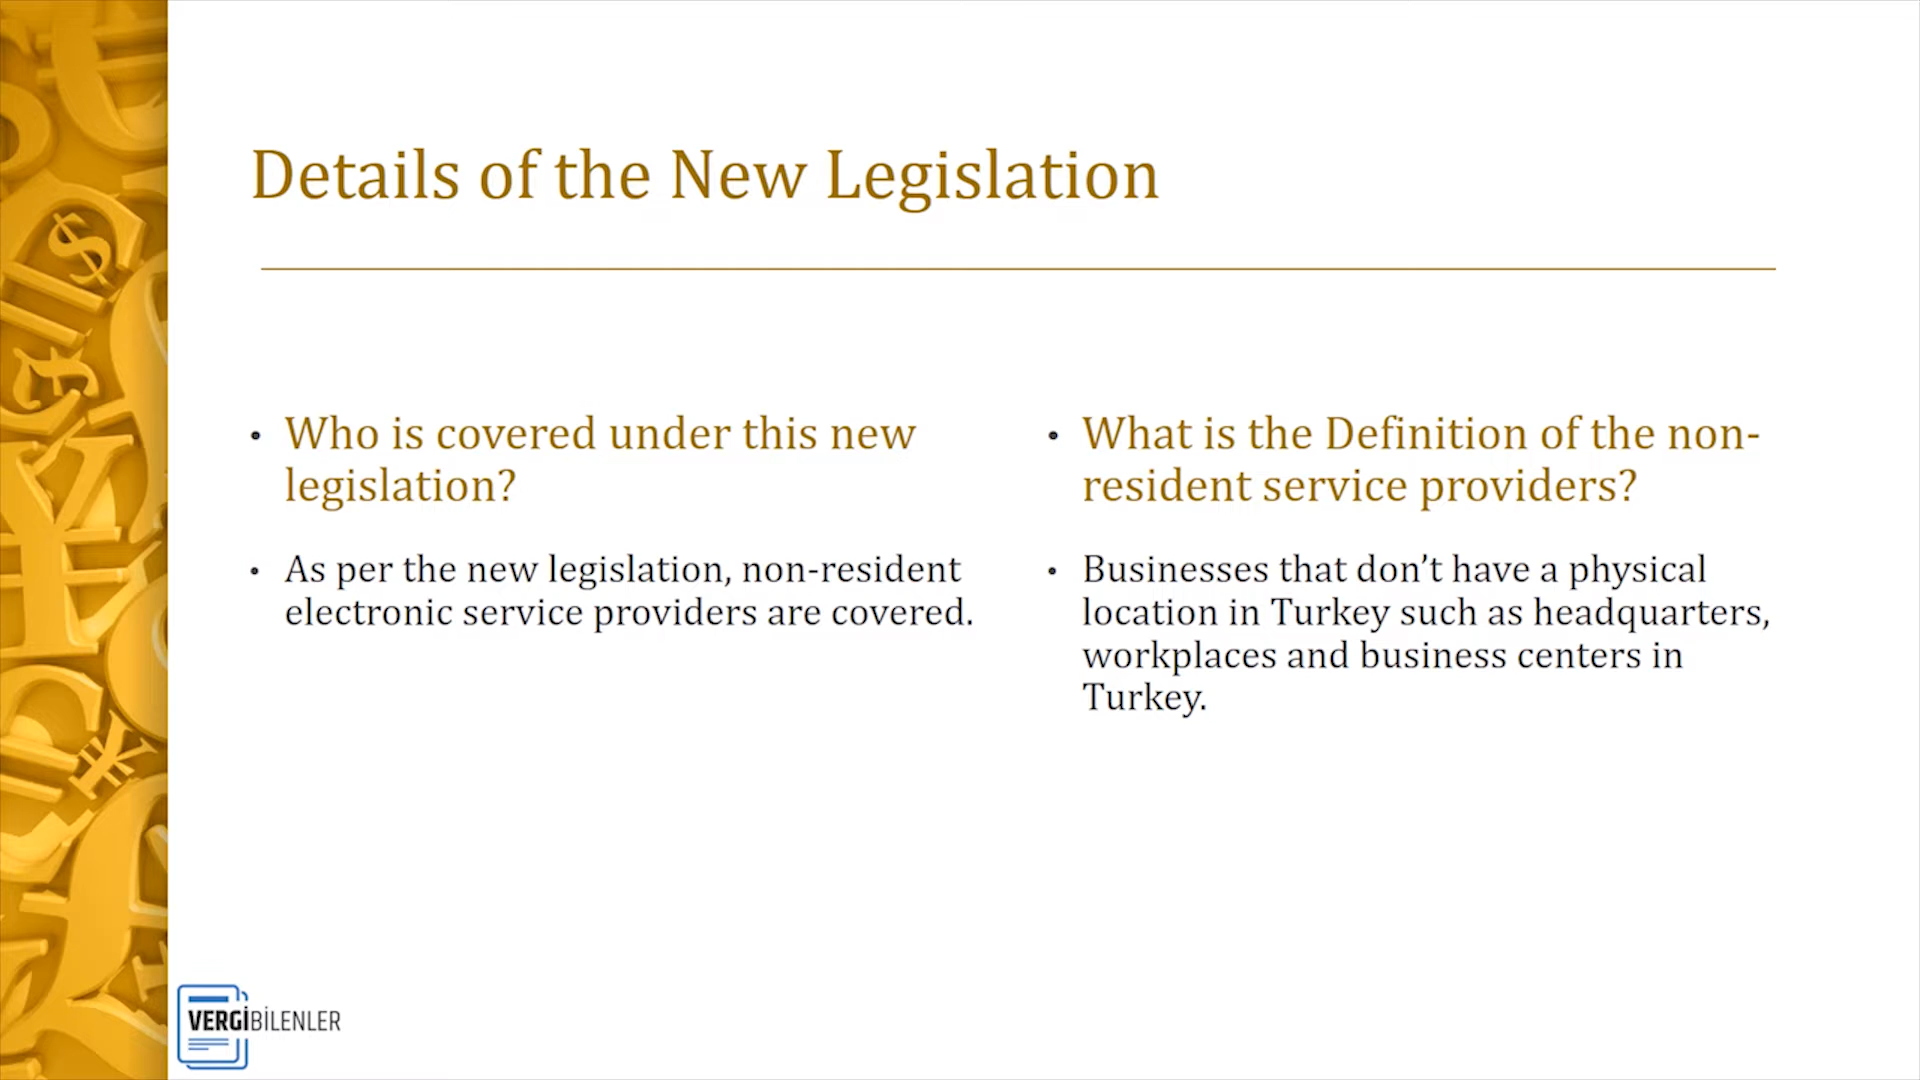 Details of the New Legislation
• Who is covered under this new
legislation?
• As per the new legislation, non-resident
electronic service providers are covered.
• What is the Definition of the non-
resident service providers?
• Businesses that don’t have a physical
location in Turkey such as headquarters,
workplaces and business centers in
Turkey.
VERGİBİLENLER